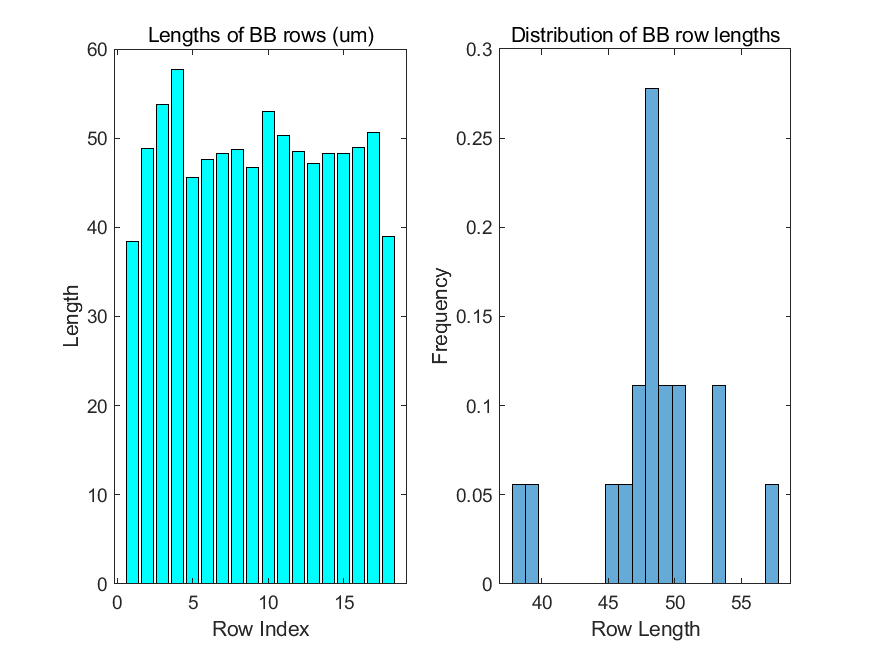 Lengths of BB rows (um)
60
50
40
30
20
10
0
Length
0 5 10 15
Row Index
Distribution of BB row lengths
0.3
0.25
0.2
0.15
0.1
0.05
0
Frequency
40 45 50 55
Row Length